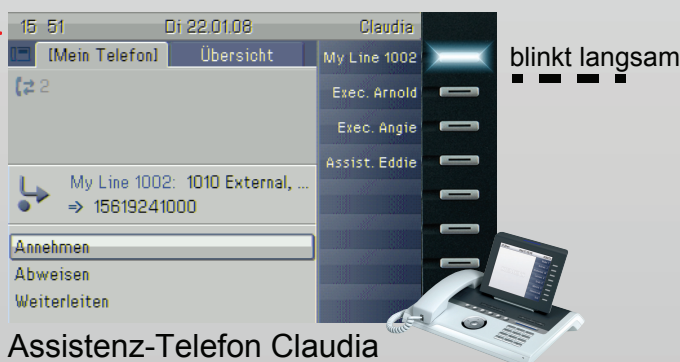 15 51 Di 22.01.08 Claudia
[Mein Telefon] Übersicht My Line 1002
blinkt langsam
2
Exec. Arnold
Exec. Angie
Assist. Eddie
My Line 1002: 1010 External, ...
⇒ 15619241000
Annehmen
Abweisen
Weiterleiten
Assistenz-Telefon Claudia